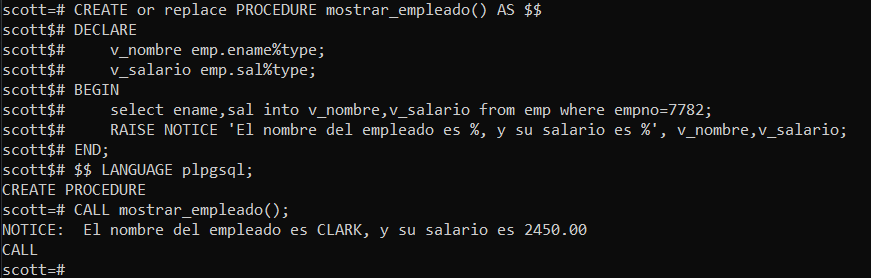 scott=# CREATE or replace PROCEDURE mostrar_empleado() AS $$
scott$# DECLARE
scott$#     v_nombre emp.ename%type;
scott$#     v_salario emp.sal%type;
scott$# BEGIN
scott$#     select ename,sal into v_nombre,v_salario from emp where empno=7782;
scott$#     RAISE NOTICE 'El nombre del empleado es %, y su salario es %', v_nombre,v_salario;
scott$# END;
scott$# $$ LANGUAGE plpgsql;
CREATE PROCEDURE
scott=# CALL mostrar_empleado();
NOTICE:  El nombre del empleado es CLARK, y su salario es 2450.00
CALL
scott=#